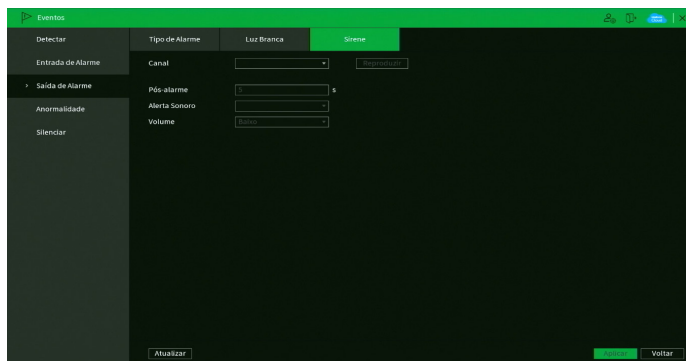 Eventos
Detectar
Tipo de Alarme
Luz Branca
Sirene
Entrada de Alarme
Canal
Reproduzir
Saída de Alarme
Pós-alarme
5
s
Anormalidade
Alerta Sonoro
Silenciar
Volume
Baixo
Atualizar
Aplicar
Voltar